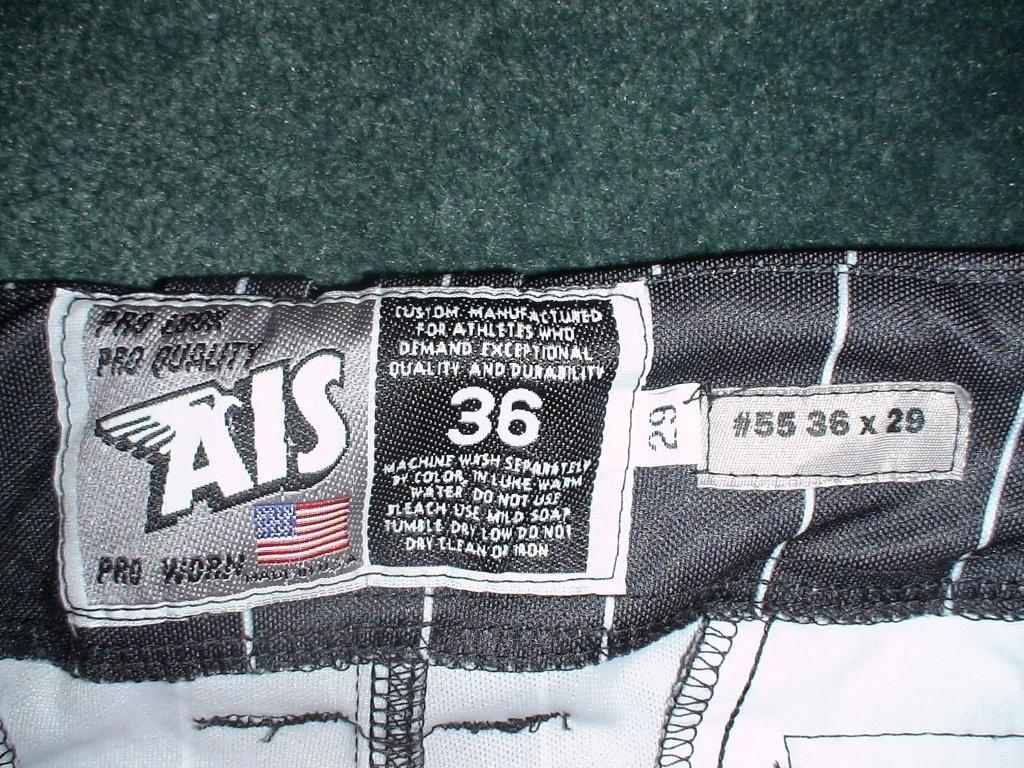 PRO LOOK
PRO QUALITY
AIS
PRO WORN
CUSTOM MANUFACTURED
FOR ATHLETES WHO
DEMAND EXCEPTIONAL
QUALITY AND DURABILITY
36
MACHINE WASH SEPARATELY
BY COLOR IN LUKE WARM
WATER. DO NOT USE
BLEACH USE MILD SOAP
TUMBLE DRY LOW DO NOT
DRY CLEAN OR IRON
29
#55 36 x 29